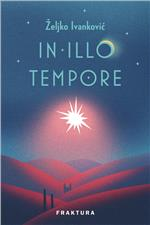 Željko Ivanković
IN·ILLO
TEMPORE
FRAKTURA